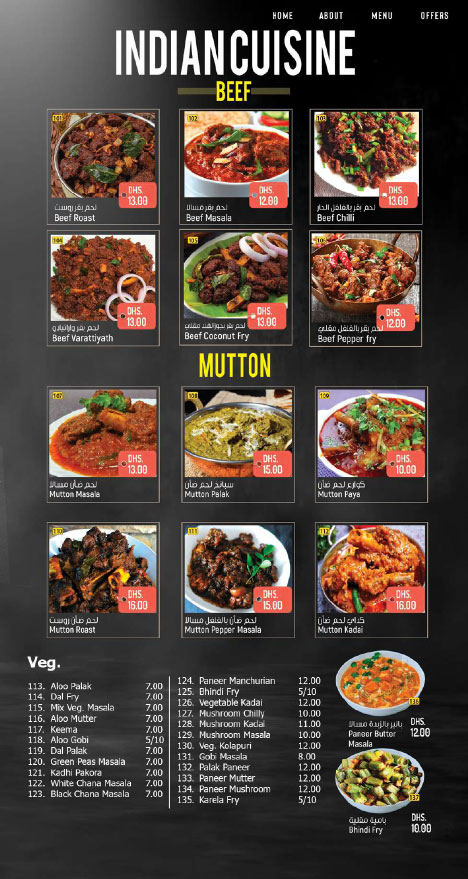 HOME ABOUT MENU OFFERS
INDIAN CUISINE
BEEF
101
DHS. 13.00
لحم بقر روست
Beef Roast
102
DHS. 12.00
لحم بقر مسالا
Beef Masala
103
DHS. 13.00
لحم بقر بالفلفل الحار
Beef Chilli
104
DHS. 13.00
لحم بقر واراتيلاو
Beef Varattiyath
105
DHS. 13.00
لحم بقر بجوز الهند مقلي
Beef Coconut Fry
106
DHS. 12.00
لحم بقر بالفلفل مقلي
Beef Pepper fry
MUTTON
107
DHS. 13.00
لحم ضأن مسالا
Mutton Masala
108
DHS. 15.00
سبانخ لحم ضأن
Mutton Palak
109
DHS. 10.00
كوارع لحم ضأن
Mutton Paya
110
DHS. 16.00
لحم ضأن روست
Mutton Roast
111
DHS. 15.00
لحم ضأن بالفلفل مسالا
Mutton Pepper Masala
112
DHS. 16.00
كداي لحم ضأن
Mutton Kadai
Veg.
113. Aloo Palak 7.00
114. Dal Fry 7.00
115. Mix Veg. Masala 7.00
116. Aloo Mutter 7.00
117. Keema 7.00
118. Aloo Gobi 5/10
119. Dal Palak 7.00
120. Green Peas Masala 7.00
121. Kadhi Pakora 7.00
122. White Chana Masala 7.00
123. Black Chana Masala 7.00
124. Paneer Manchurian 12.00
125. Bhindi Fry 5/10
126. Vegetable Kadai 12.00
127. Mushroom Chilly 10.00
128. Mushroom Kadai 11.00
129. Mushroom Masala 10.00
130. Veg. Kolapuri 12.00
131. Gobi Masala 8.00
132. Palak Paneer 12.00
133. Paneer Mutter 12.00
134. Paneer Mushroom 12.00
135. Karela Fry 5/10
136
بانير بالزبدة مسالا
Paneer Butter
Masala
DHS.
12.00
137
بامية مقلية
Bhindi Fry
DHS.
10.00